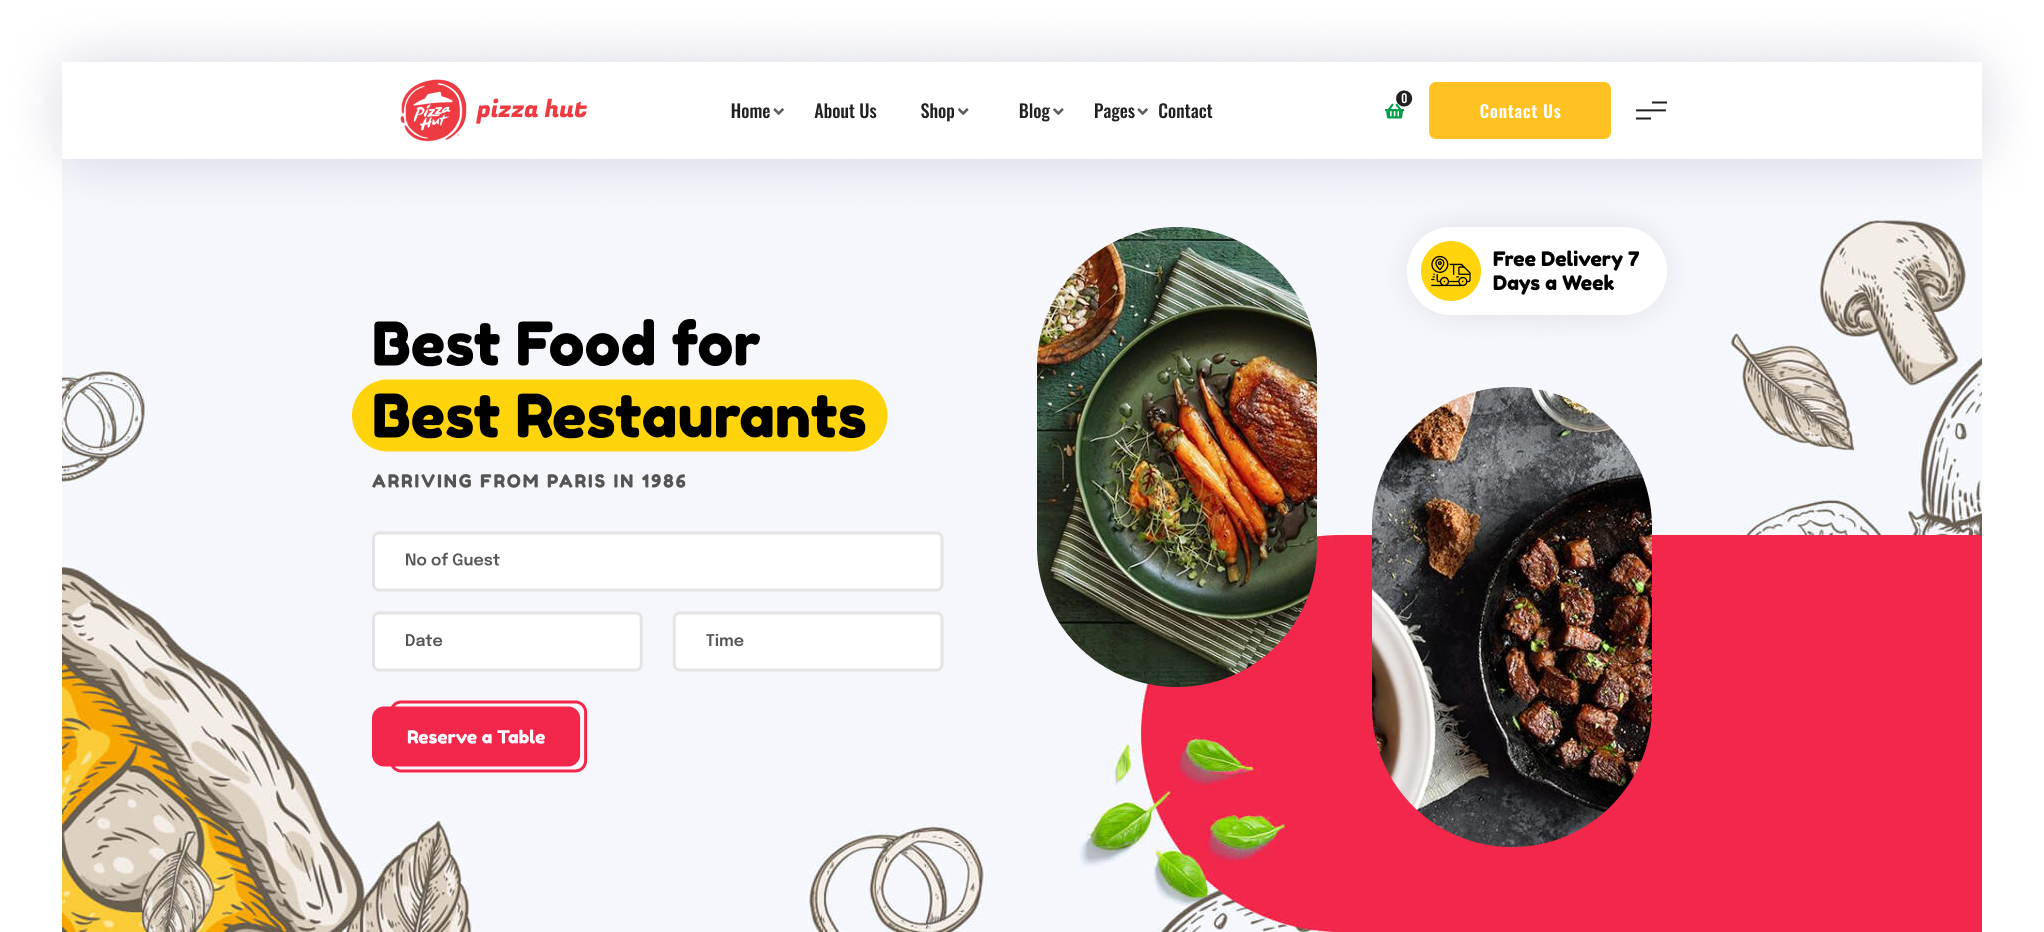 Pizza
Hut
pizza hut
Home
About Us
Shop
Blog
Pages
Contact
0
Contact Us
Free Delivery 7
Days a Week
Best Food for
Best Restaurants
ARRIVING FROM PARIS IN 1986
No of Guest
Date
Time
Reserve a Table